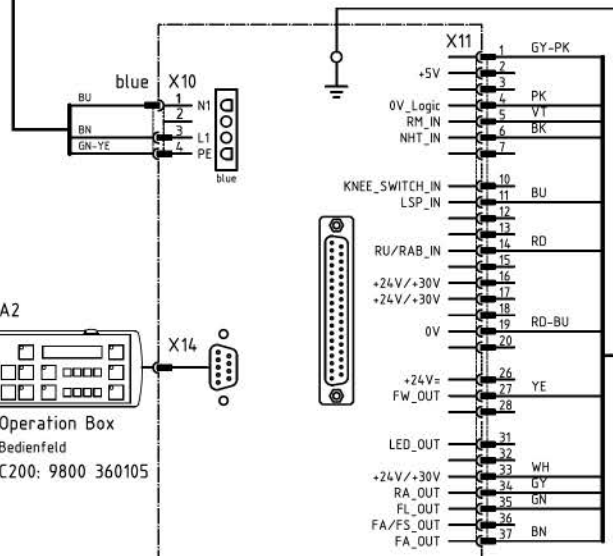 blue X10
BU 1 N1
2
BN 3 L1
GN-YE 4 PE
blue
X11
1 GY-PK
+5V 2
3
0V_Logic 4 PK
RM_IN 5 VT
NHT_IN 6 BK
7
KNEE_SWITCH_IN 10
LSP_IN 11 BU
12
13
RU/RAB_IN 14 RD
15
+24V/+30V 16
+24V/+30V 17
18
0V 19 RD-BU
20
+24V= 26
FW_OUT 27 YE
28
LED_OUT 31
32
+24V/+30V 33 WH
RA_OUT 34 GY
FL_OUT 35 GN
FA/FS_OUT 36
FA_OUT 37 BN
A2
X14
Operation Box
Bedienfeld
C200: 9800 360105